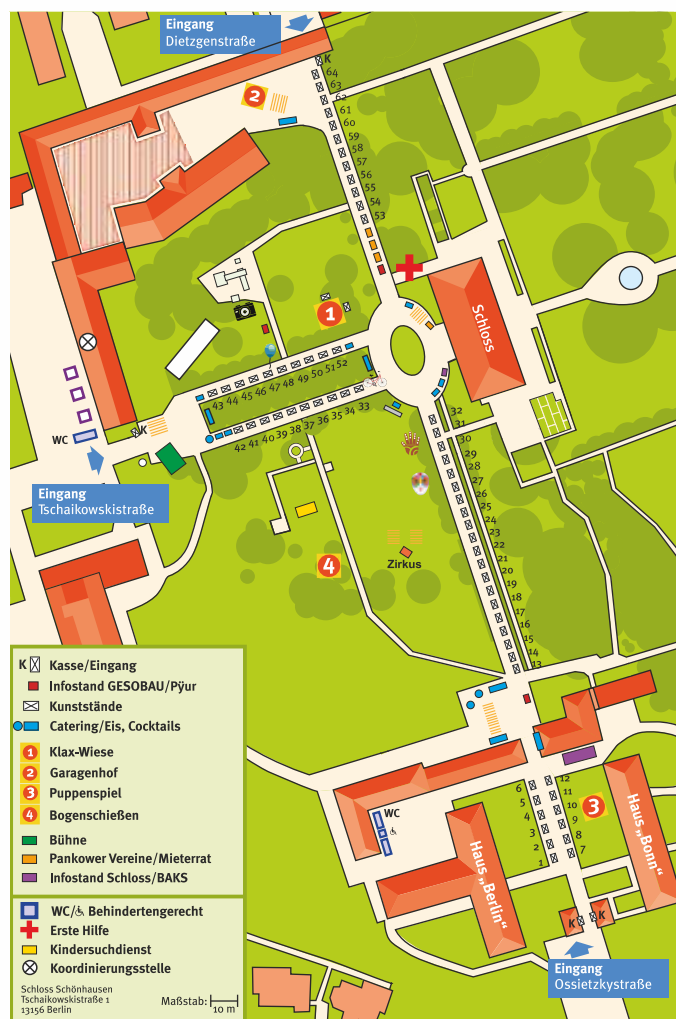 Eingang
Dietzgenstraße
K
64
63
62
61
60
59
58
57
56
55
54
53
2
1
Schloss
52
51
50
49
48
47
46
45
44
43
K
WC
Eingang
Tschaikowskistraße
33
34
35
36
37
38
39
40
41
42
32
31
30
29
28
27
26
25
24
23
22
21
20
19
18
17
16
15
14
13
4
Zirkus
K Kasse/Eingang
Infostand GESOBAU/Pÿur
Kunststände
Catering/Eis, Cocktails
1 Klax-Wiese
2 Garagenhof
3 Puppenspiel
4 Bogenschießen
Bühne
Pankower Vereine/Mieterrat
Infostand Schloss/BAKS
WC/♿ Behindertengerecht
Erste Hilfe
Kindersuchdienst
Koordinierungsstelle
Schloss Schönhausen
Tschaikowskistraße 1
13156 Berlin
Maßstab:
10 m
WC
6
5
4
3
2
1
12
11
10
9
8
7
3
Haus „Berlin“
Haus „Bonn“
K
K
Eingang
Ossietzkystraße